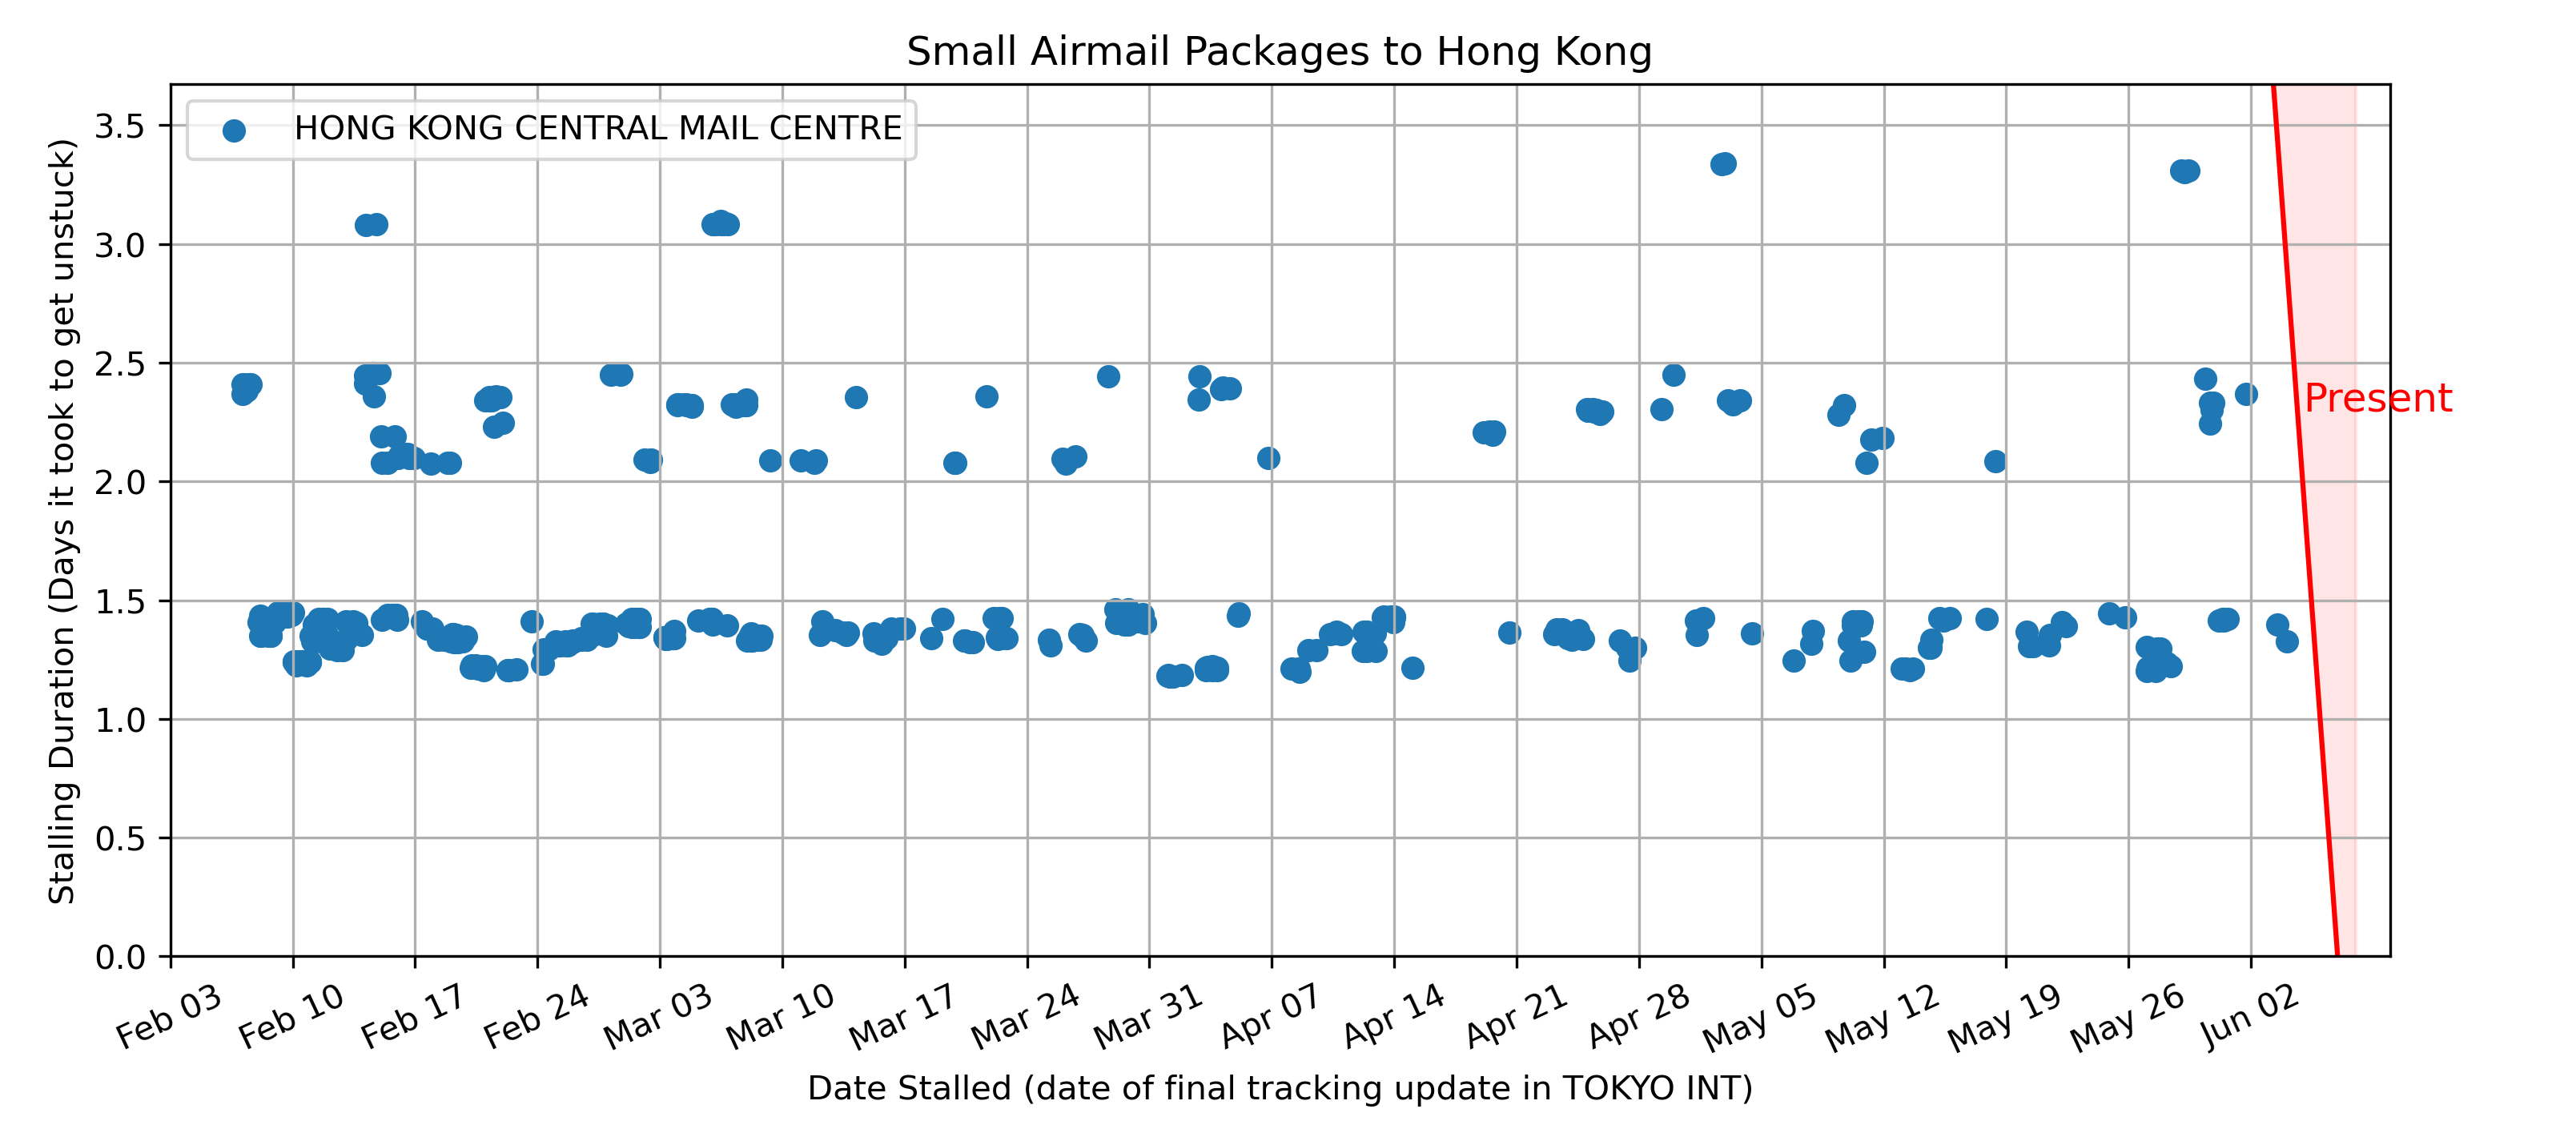 Small Airmail Packages to Hong Kong
HONG KONG CENTRAL MAIL CENTRE
Stalling Duration (Days it took to get unstuck)
3.5
3.0
2.5
2.0
1.5
1.0
0.5
0.0
Present
Feb 03
Feb 10
Feb 17
Feb 24
Mar 03
Mar 10
Mar 17
Mar 24
Mar 31
Apr 07
Apr 14
Apr 21
Apr 28
May 05
May 12
May 19
May 26
Jun 02
Date Stalled (date of final tracking update in TOKYO INT)